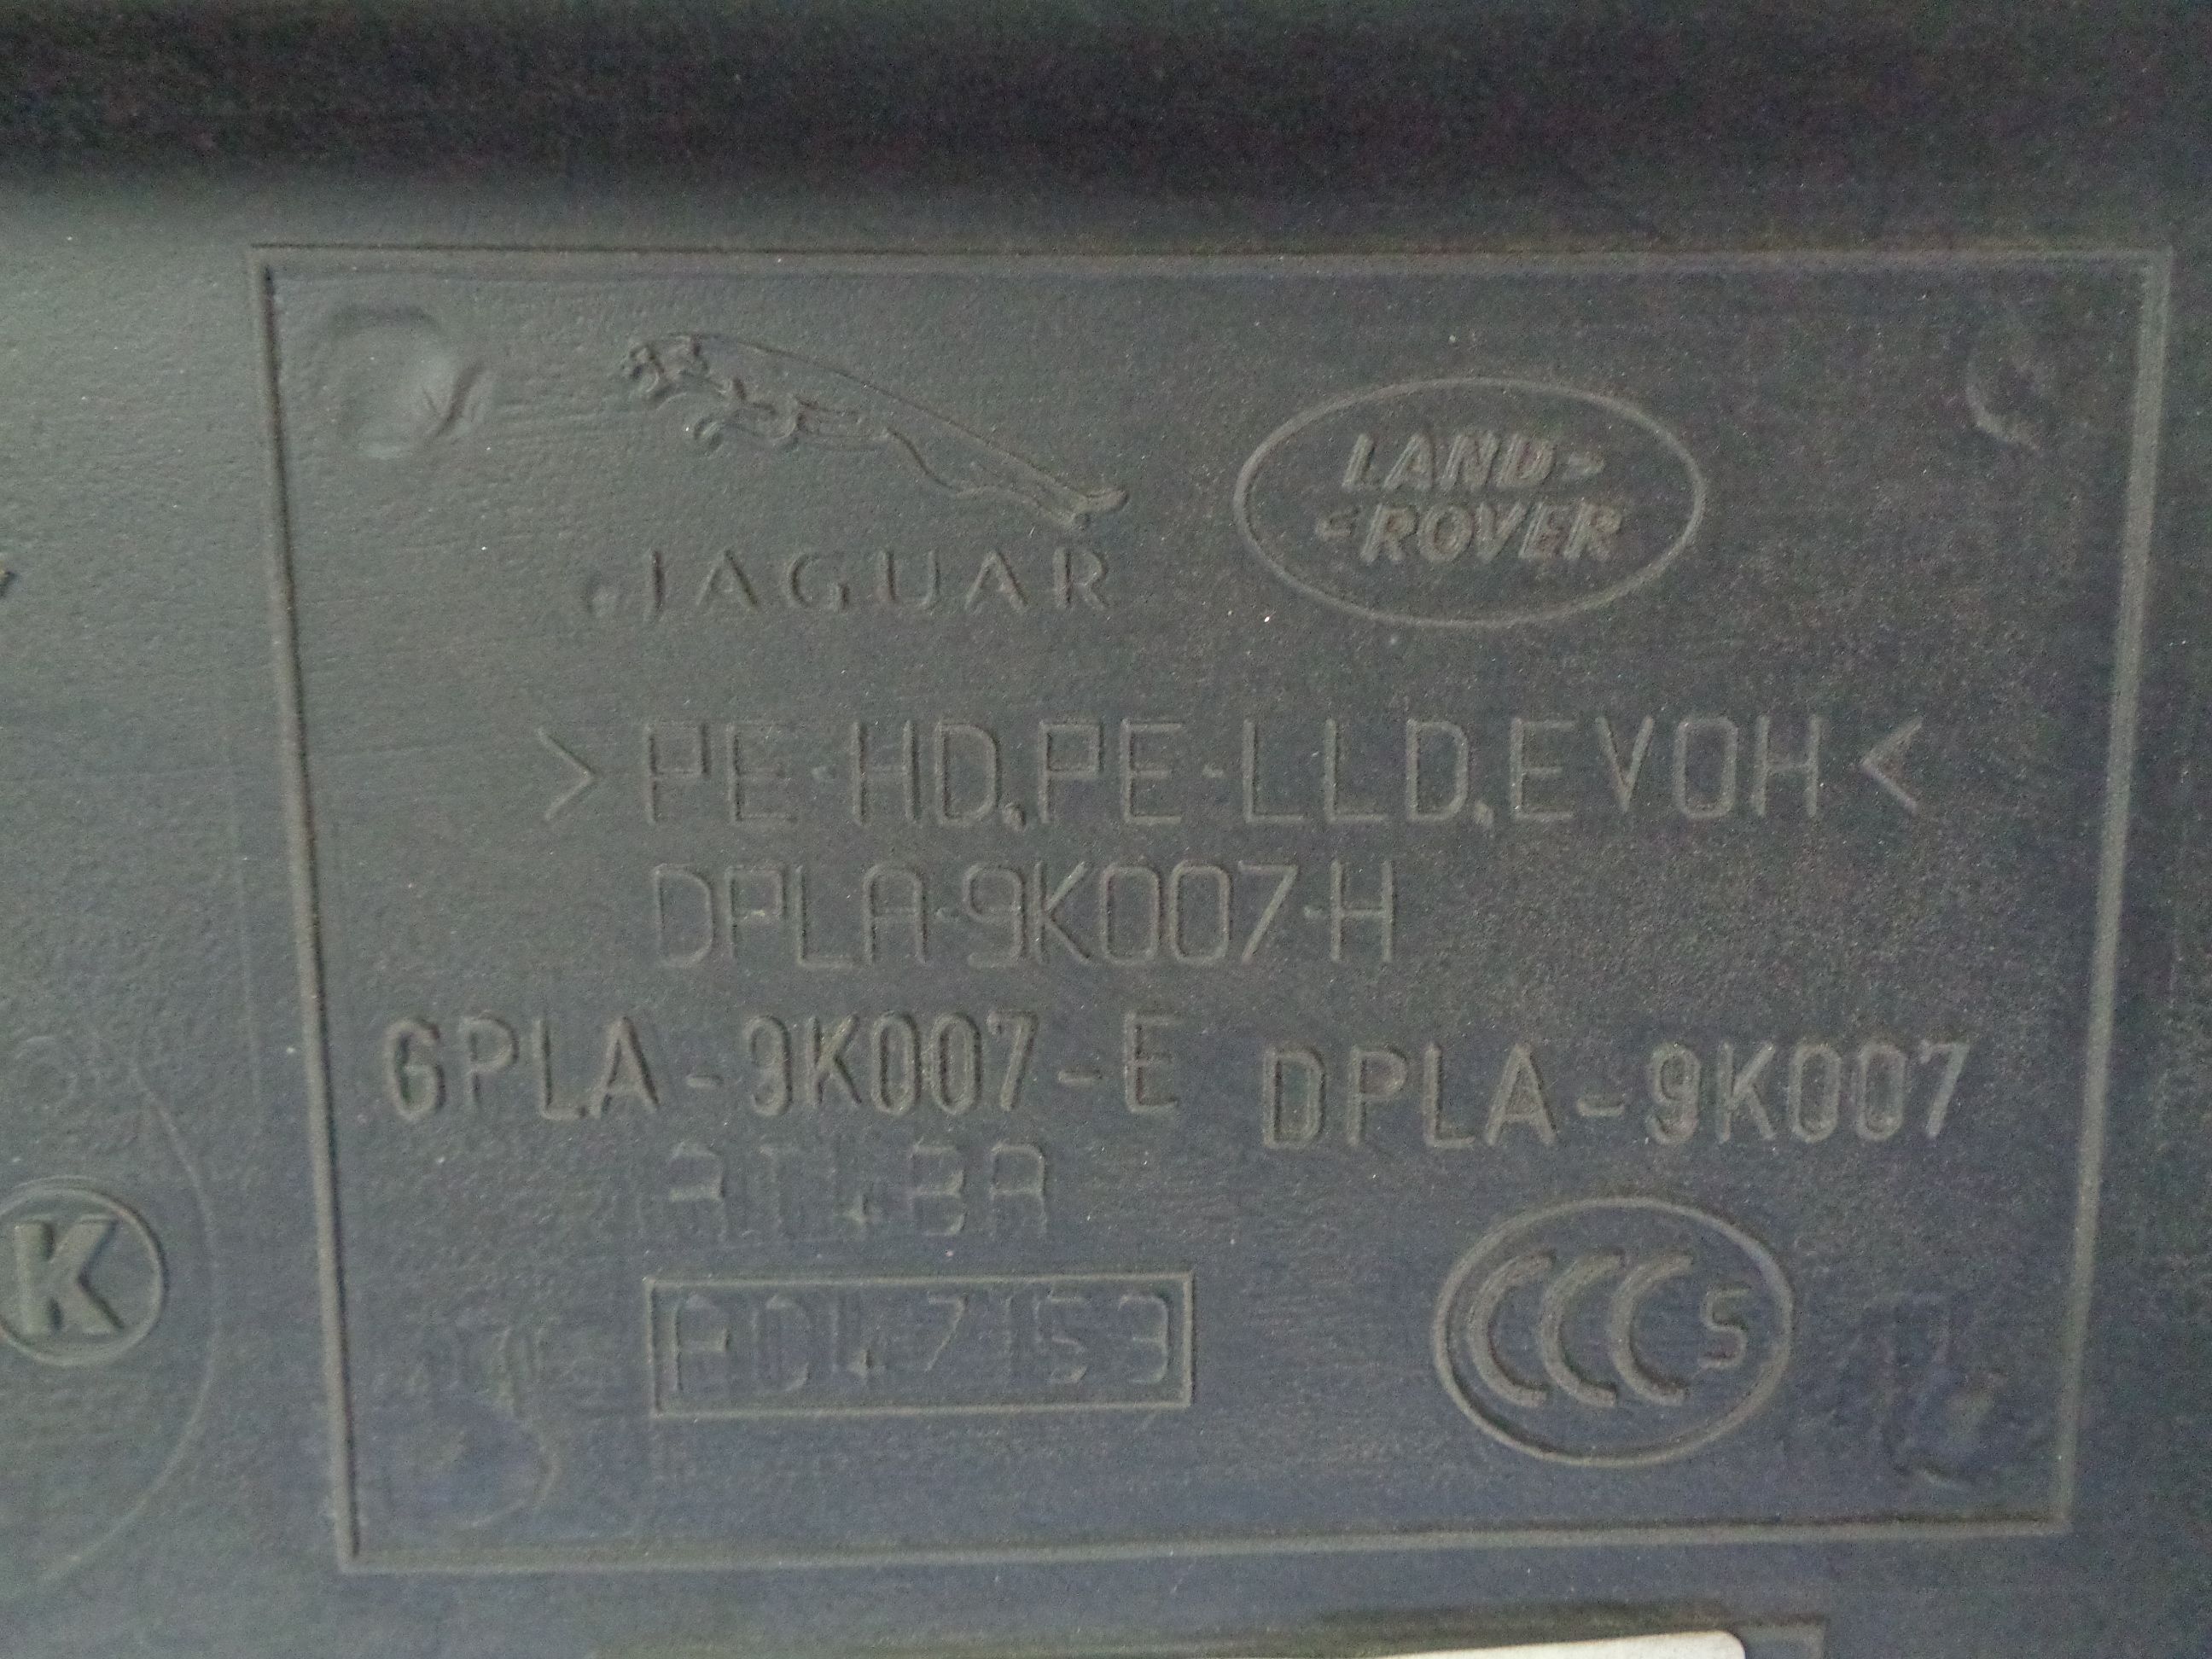 JAGUAR
LAND-
ROVER
>PE-HD,PE-LLD,EVOH<
DPLA-9K007-H
GPLA-9K007-E DPLA-9K007
K
CCC S